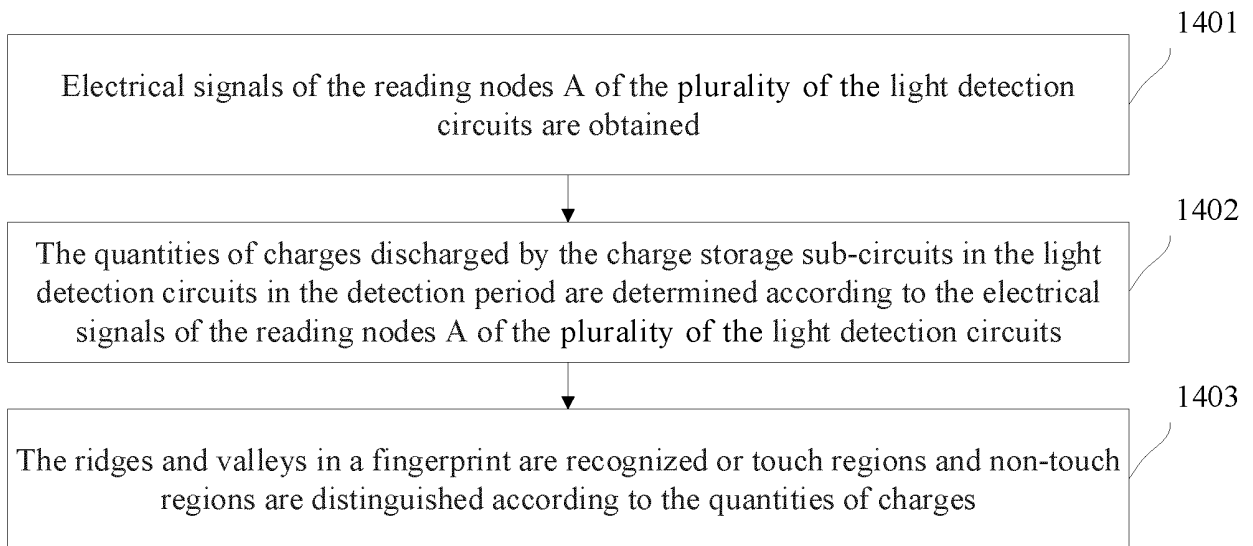 1401
Electrical signals of the reading nodes A of the plurality of the light detection
circuits are obtained
1402
The quantities of charges discharged by the charge storage sub-circuits in the light
detection circuits in the detection period are determined according to the electrical
signals of the reading nodes A of the plurality of the light detection circuits
1403
The ridges and valleys in a fingerprint are recognized or touch regions and non-touch
regions are distinguished according to the quantities of charges